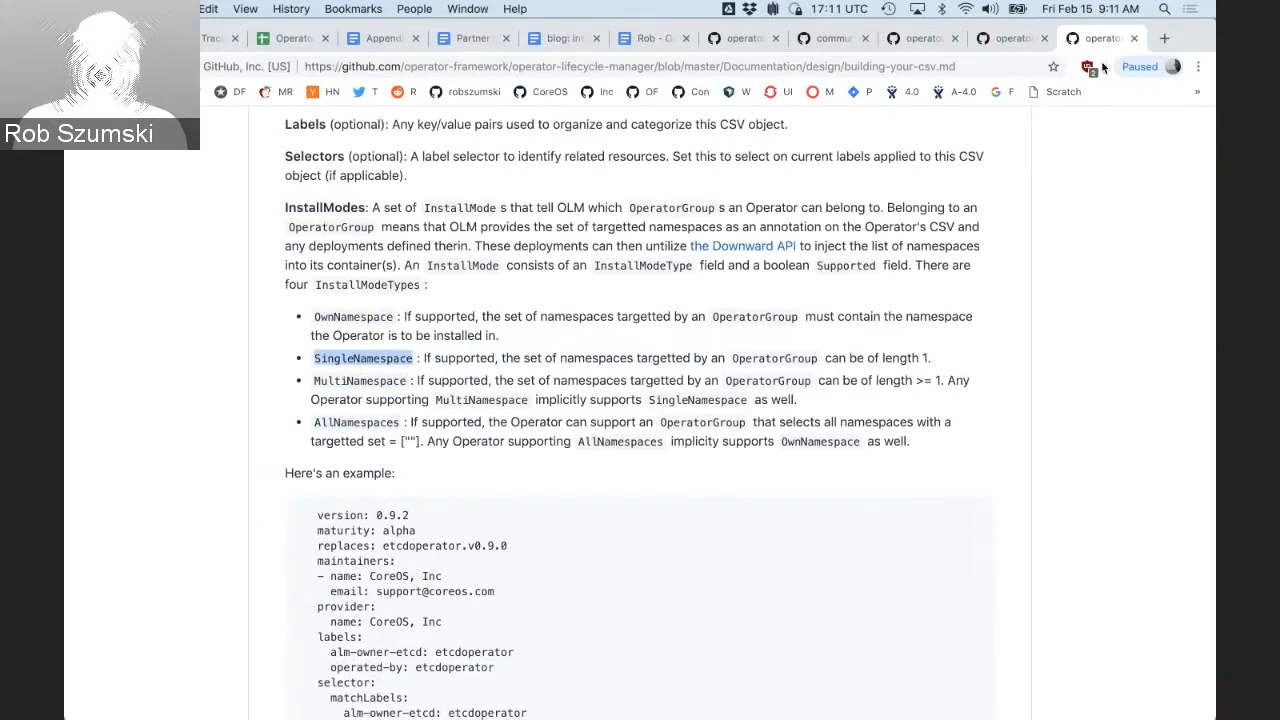 Edit View History Bookmarks People Window Help 17:11 UTC Fri Feb 15 9:11 AM
Operato blog: int Rob - G operato commun operato operato operato
GitHub, Inc. [US] https://github.com/operator-framework/operator-lifecycle-manager/blob/master/Documentation/design/building-your-csv.md 2 Paused
DF MR HN T R robszumski CoreOS Inc OF Con W UI M P 4.0 A-4.0 F Scratch »
Rob Szumski
Labels (optional): Any key/value pairs used to organize and categorize this CSV object.
Selectors (optional): A label selector to identify related resources. Set this to select on current labels applied to this CSV
object (if applicable).
InstallModes: A set of InstallMode s that tell OLM which OperatorGroup s an Operator can belong to. Belonging to an
OperatorGroup means that OLM provides the set of targetted namespaces as an annotation on the Operator's CSV and
any deployments defined therin. These deployments can then untilize the Downward API to inject the list of namespaces
into its container(s). An InstallMode consists of an InstallModeType field and a boolean Supported field. There are
four InstallModeTypes :
• OwnNamespace : If supported, the set of namespaces targetted by an OperatorGroup must contain the namespace
the Operator is to be installed in.
• SingleNamespace : If supported, the set of namespaces targetted by an OperatorGroup can be of length 1.
• MultiNamespace : If supported, the set of namespaces targetted by an OperatorGroup can be of length >= 1. Any
Operator supporting MultiNamespace implicitly supports SingleNamespace as well.
• AllNamespaces : If supported, the Operator can support an OperatorGroup that selects all namespaces with a
targetted set = [""]. Any Operator supporting AllNamespaces implicity supports OwnNamespace as well.
Here's an example:
version: 0.9.2
maturity: alpha
replaces: etcdoperator.v0.9.0
maintainers:
- name: CoreOS, Inc
email: support@coreos.com
provider:
name: CoreOS, Inc
labels:
alm-owner-etcd: etcdoperator
operated-by: etcdoperator
selector:
matchLabels:
alm-owner-etcd: etcdoperator